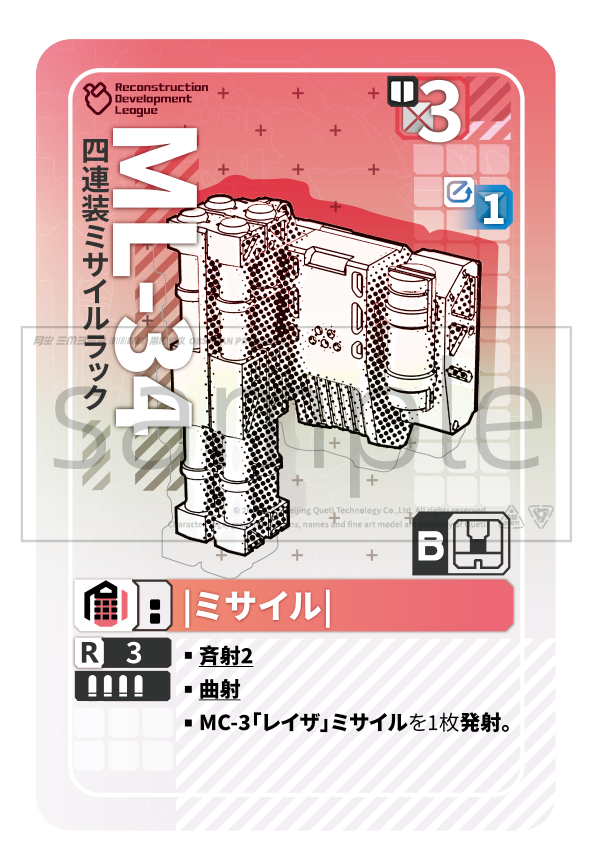 Reconstruction
Development
League
3
1
ML-34
四連装ミサイルラック
sample
B
|ミサイル|
R 3
▪ 斉射2
▪ 曲射
▪ MC-3「レイザ」ミサイルを1枚発射。